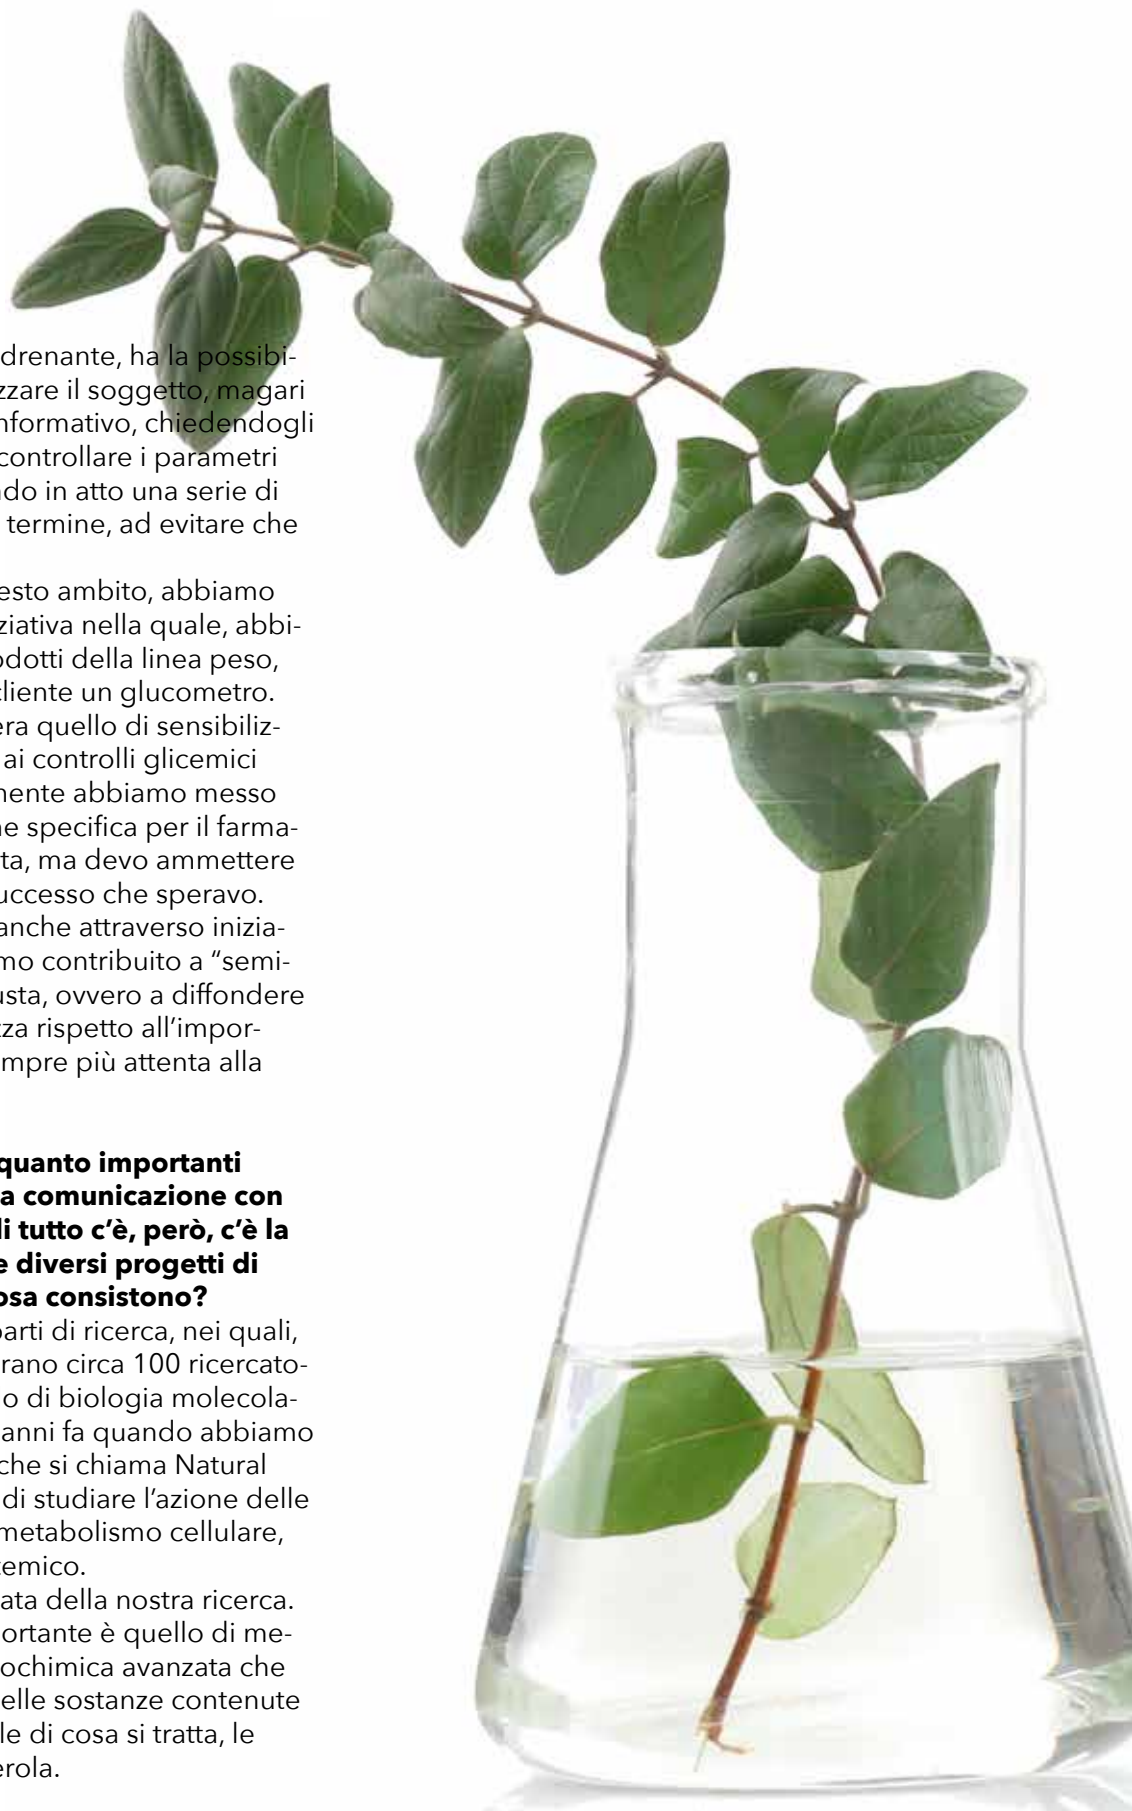 drenante, ha la possibi-
zzare il soggetto, magari
nformativo, chiedendogli
controllare i parametri
ndo in atto una serie di
termine, ad evitare che
esto ambito, abbiamo
ziativa nella quale, abbi-
odotti della linea peso,
cliente un glucometro.
era quello di sensibiliz-
ai controlli glicemici
mente abbiamo messo
ne specifica per il farma-
ta, ma devo ammettere
uccesso che speravo.
anche attraverso inizia-
mo contribuito a “semi-
usta, ovvero a diffondere
zza rispetto all’impor-
empre più attenta alla
quanto importanti
a comunicazione con
di tutto c’è, però, c’è la
e diversi progetti di
osa consistono?
parti di ricerca, nei quali,
rano circa 100 ricercato-
o di biologia molecola-
anni fa quando abbiamo
che si chiama Natural
di studiare l’azione delle
metabolismo cellulare,
temico.
ata della nostra ricerca.
portante è quello di me-
ochimica avanzata che
elle sostanze contenute
le di cosa si tratta, le
erola.